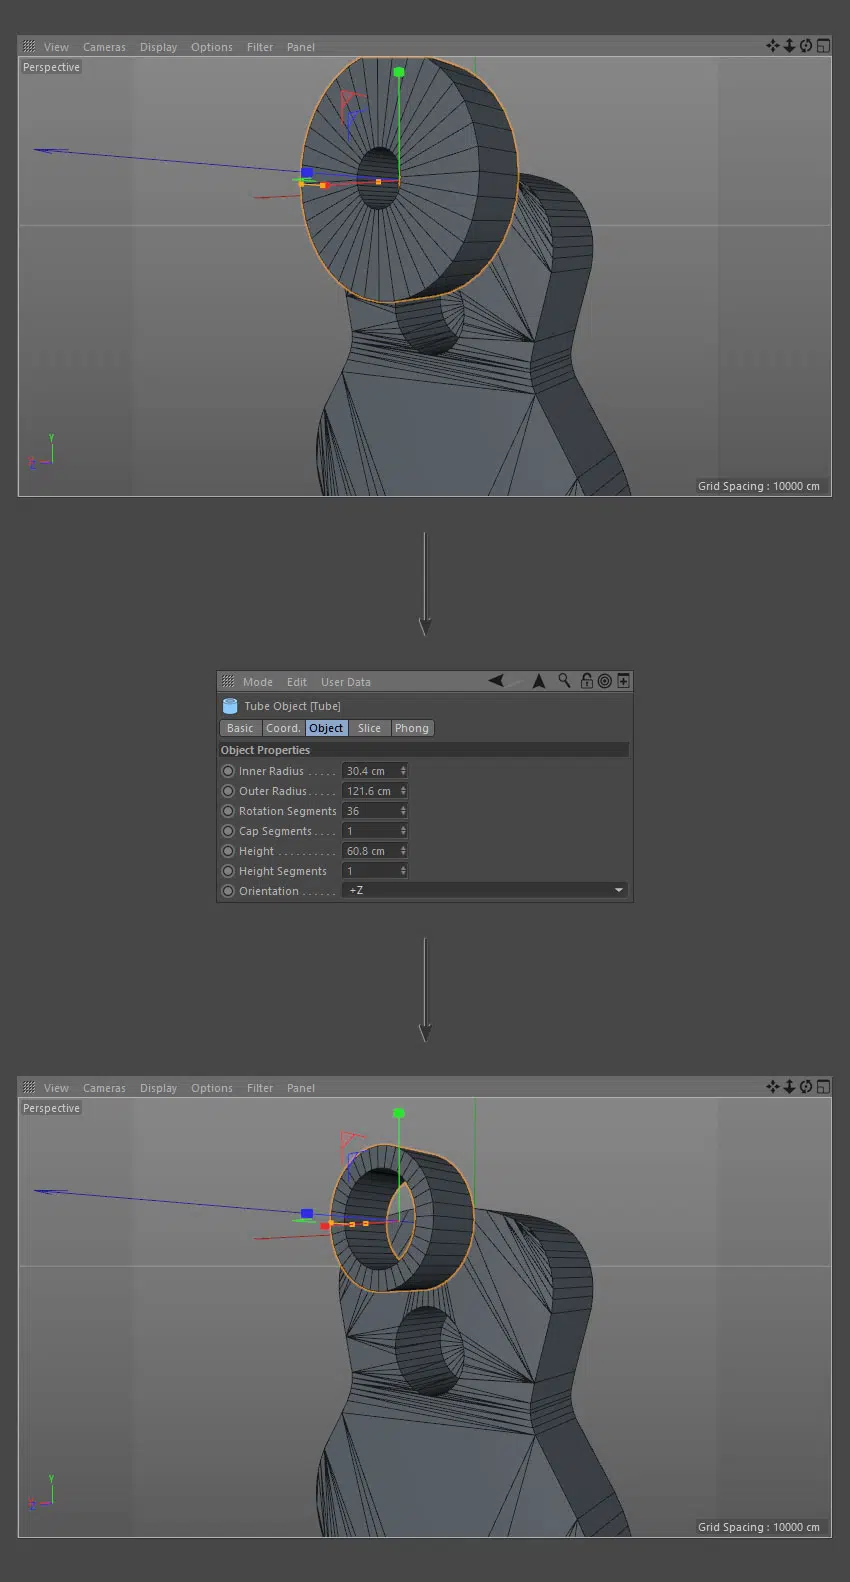 View Cameras Display Options Filter Panel
Perspective
Y
Z
Grid Spacing : 10000 cm
Mode Edit User Data
Tube Object [Tube]
Basic Coord. Object Slice Phong
Object Properties
Inner Radius . . . . . 30.4 cm
Outer Radius . . . . . 121.6 cm
Rotation Segments 36
Cap Segments . . . . 1
Height . . . . . . . . . . 60.8 cm
Height Segments 1
Orientation . . . . . . +Z
View Cameras Display Options Filter Panel
Perspective
Y
Z
Grid Spacing : 10000 cm